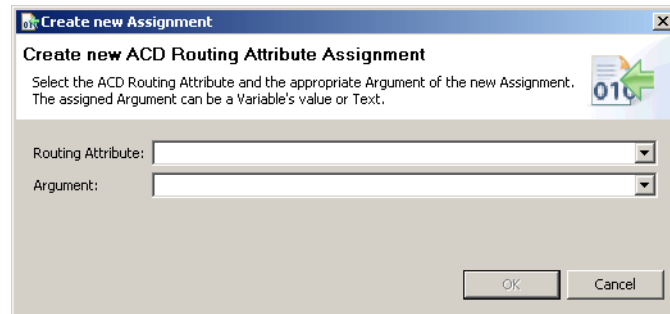 Create new Assignment
Create new ACD Routing Attribute Assignment
Select the ACD Routing Attribute and the appropriate Argument of the new Assignment.
The assigned Argument can be a Variable's value or Text.
010
Routing Attribute:
Argument:
OK
Cancel